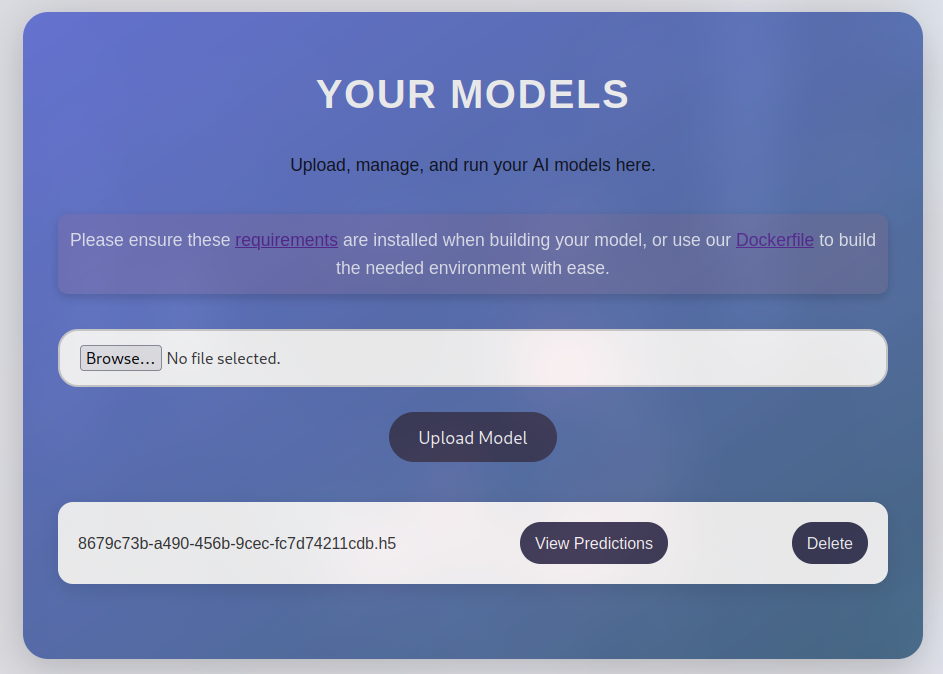 YOUR MODELS
Upload, manage, and run your AI models here.
Please ensure these requirements are installed when building your model, or use our Dockerfile to build
the needed environment with ease.
Browse... No file selected.
Upload Model
8679c73b-a490-456b-9cec-fc7d74211cdb.h5 View Predictions Delete